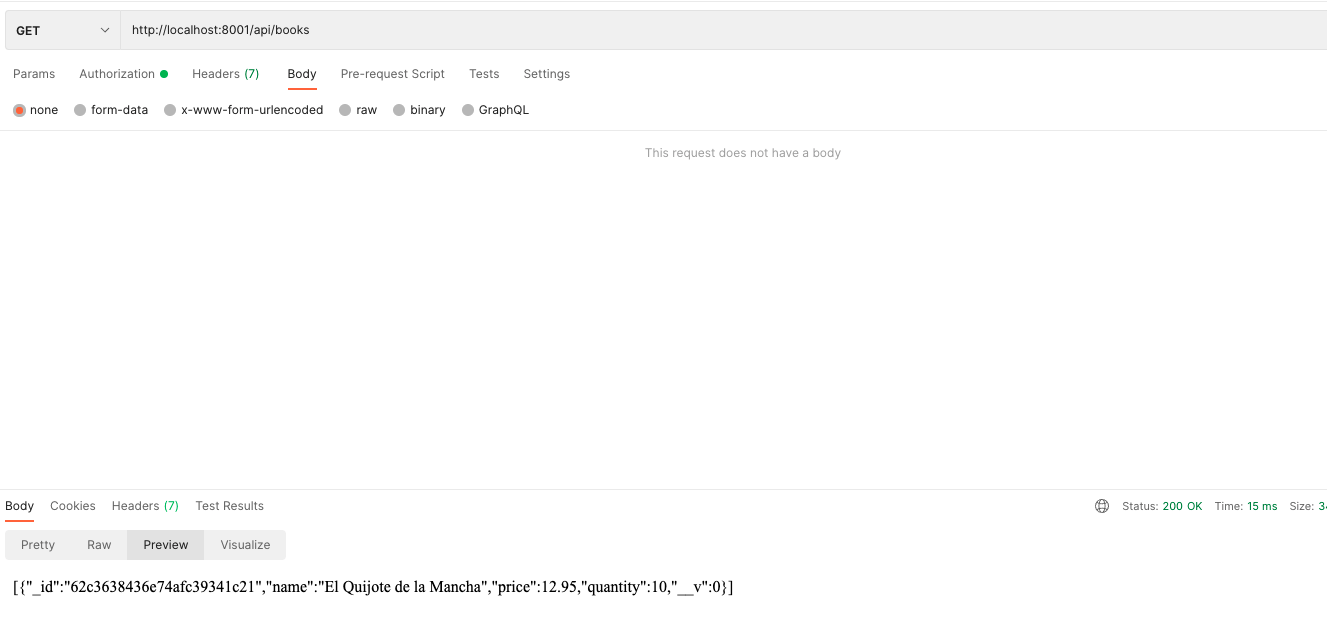 GET http://localhost:8001/api/books
Params Authorization Headers (7) Body Pre-request Script Tests Settings
none form-data x-www-form-urlencoded raw binary GraphQL
This request does not have a body
Body Cookies Headers (7) Test Results Status: 200 OK Time: 15 ms Size:
Pretty Raw Preview Visualize
[{"_id":"62c3638436e74afc39341c21","name":"El Quijote de la Mancha","price":12.95,"quantity":10,"__v":0}]